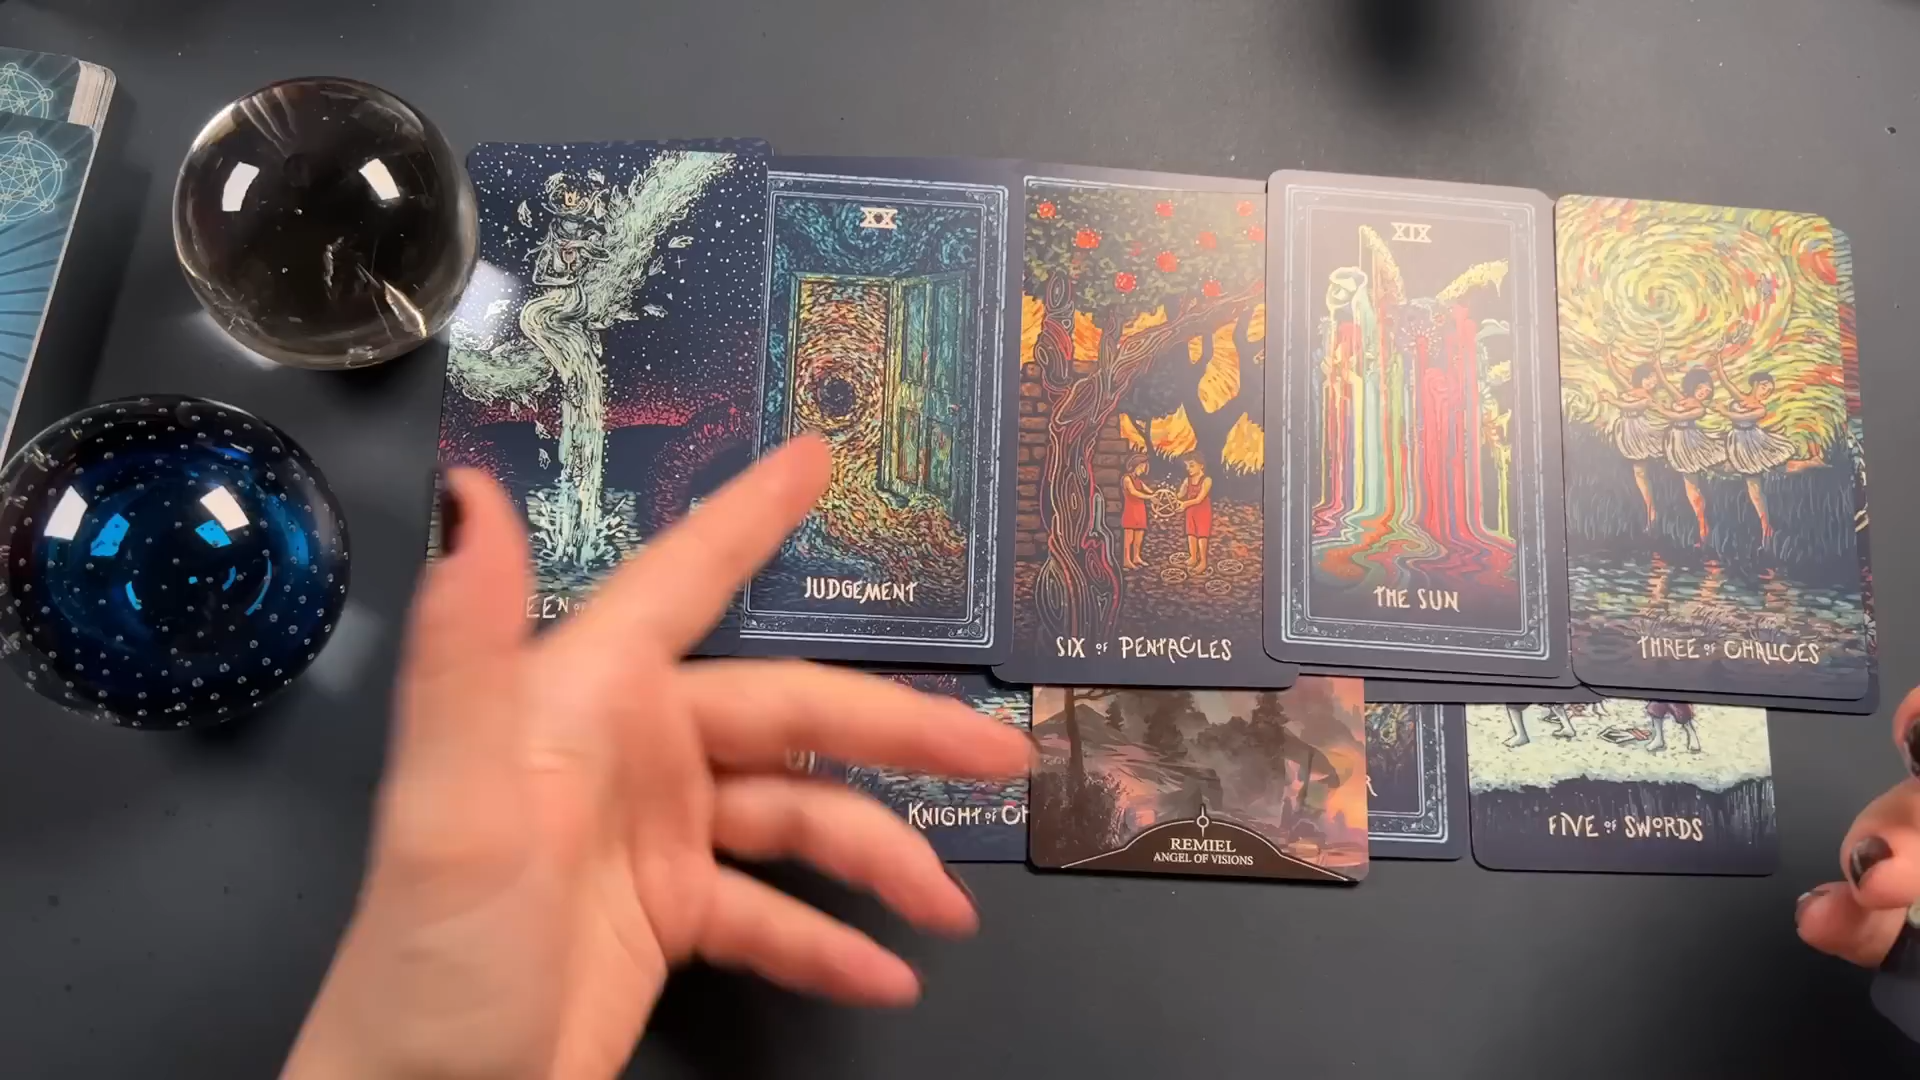 XX
XIX
JUDGEMENT
THE SUN
SIX OF PENTACLES
THREE OF CHALICES
KNIGHT OF
FIVE OF SWORDS
REMIEL
ANGEL OF VISIONS